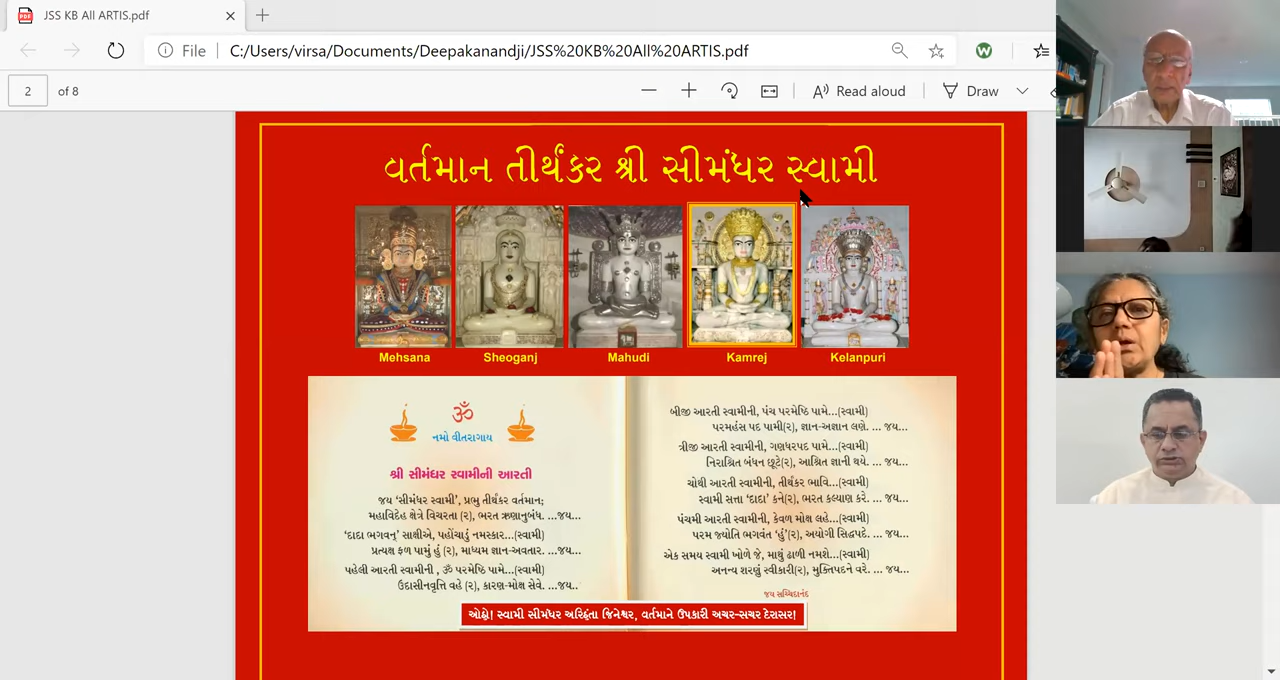 JSS KB All ARTIS.pdf
File
C:/Users/virsa/Documents/Deepakanandji/JSS%20KB%20All%20ARTIS.pdf
2 of 8
Read aloud
Draw
વર્તમાન તીર્થંકર શ્રી સીમંધર સ્વામી
Mehsana Sheoganj Mahudi Kamrej Kelanpuri
ૐ
નમો વીતરાગાય
શ્રી સીમંધર સ્વામીની આરતી
જય ‘સીમંધર સ્વામી’, પ્રભુ તીર્થંકર વર્તમાન;
મહાવિદેહ ક્ષેત્રે વિચરતા (૨), ભરત ઋણાનુબંધ. ...જય...
‘દાદા ભગવન્’ સાક્ષીએ, પહોંચાડું નમસ્કાર...(સ્વામી)
પ્રત્યક્ષ ફળ પામું હું (૨), માધ્યમ જ્ઞાન-અવતાર. ...જય...
પહેલી આરતી સ્વામીની , ૐ પરમેષ્ઠિ પામે...(સ્વામી)
ઉદાસીનવૃત્તિ વહે (૨), કારણ-મોક્ષ સેવે. ...જય..
બીજી આરતી સ્વામીની, પંચ પરમેષ્ઠિ પામે...(સ્વામી)
પરમહંસ પદ પામી(૨), જ્ઞાન-અજ્ઞાન લણે. ... જય...
ત્રીજી આરતી સ્વામીની, ગણધરપદ પામે...(સ્વામી)
નિરાશ્રિત બંધન છૂટે(૨), આશ્રિત જ્ઞાની થયે. ... જય...
ચોથી આરતી સ્વામીની, તીર્થંકર ભાવિ...(સ્વામી)
સ્વામી સત્તા ‘દાદા’ કને(૨), ભરત કલ્યાણ કરે. ... જય...
પંચમી આરતી સ્વામીની, કેવળ મોક્ષ લહે...(સ્વામી)
પરમ જ્યોતિ ભગવંત ‘હું’(૨), અયોગી સિદ્ધપદે. ... જય...
એક સમય સ્વામી ખોળે જે, માથું ઢાળી નમશે...(સ્વામી)
અનન્ય શરણું સ્વીકારી(૨), મુક્તિપદને વરે. ... જય...
જય સચ્ચિદાનંદ
ઓહો! સ્વામી સીમંધર અરિહંતા જિનેશ્વર, વર્તમાને ઉપકારી અચર-સચર દેરાસર!